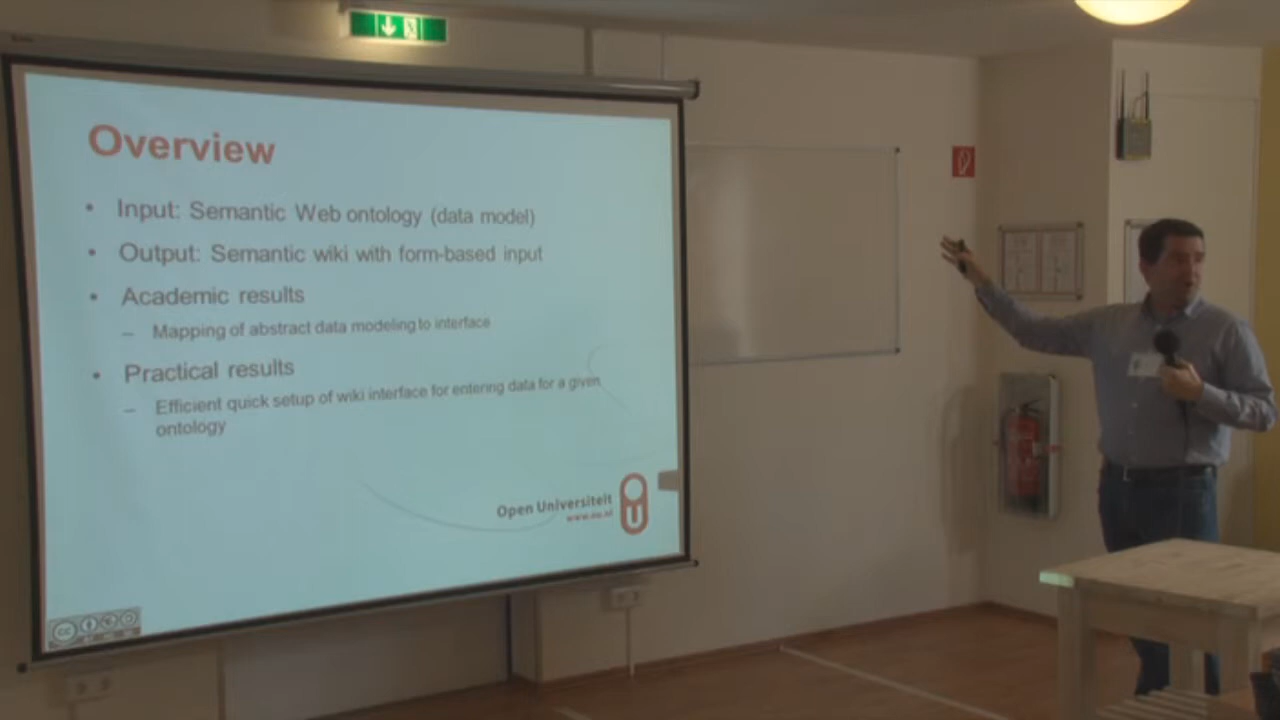 Overview
• Input: Semantic Web ontology (data model)
• Output: Semantic wiki with form-based input
• Academic results
– Mapping of abstract data modeling to interface
• Practical results
– Efficient quick setup of wiki interface for entering data for a given
ontology
Open Universiteit
www.ou.nl
cc